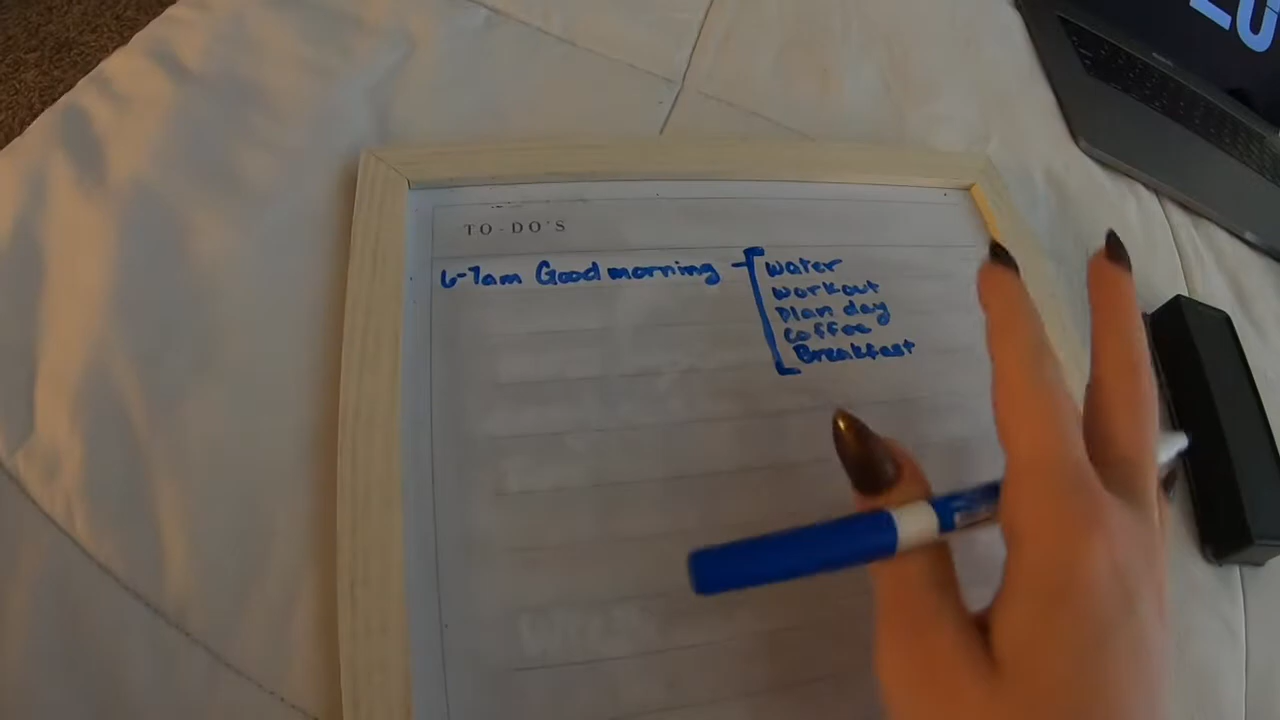 TO-DO'S
6-7am Good morning
water
workout
Plan day
Coffee
Breakfast